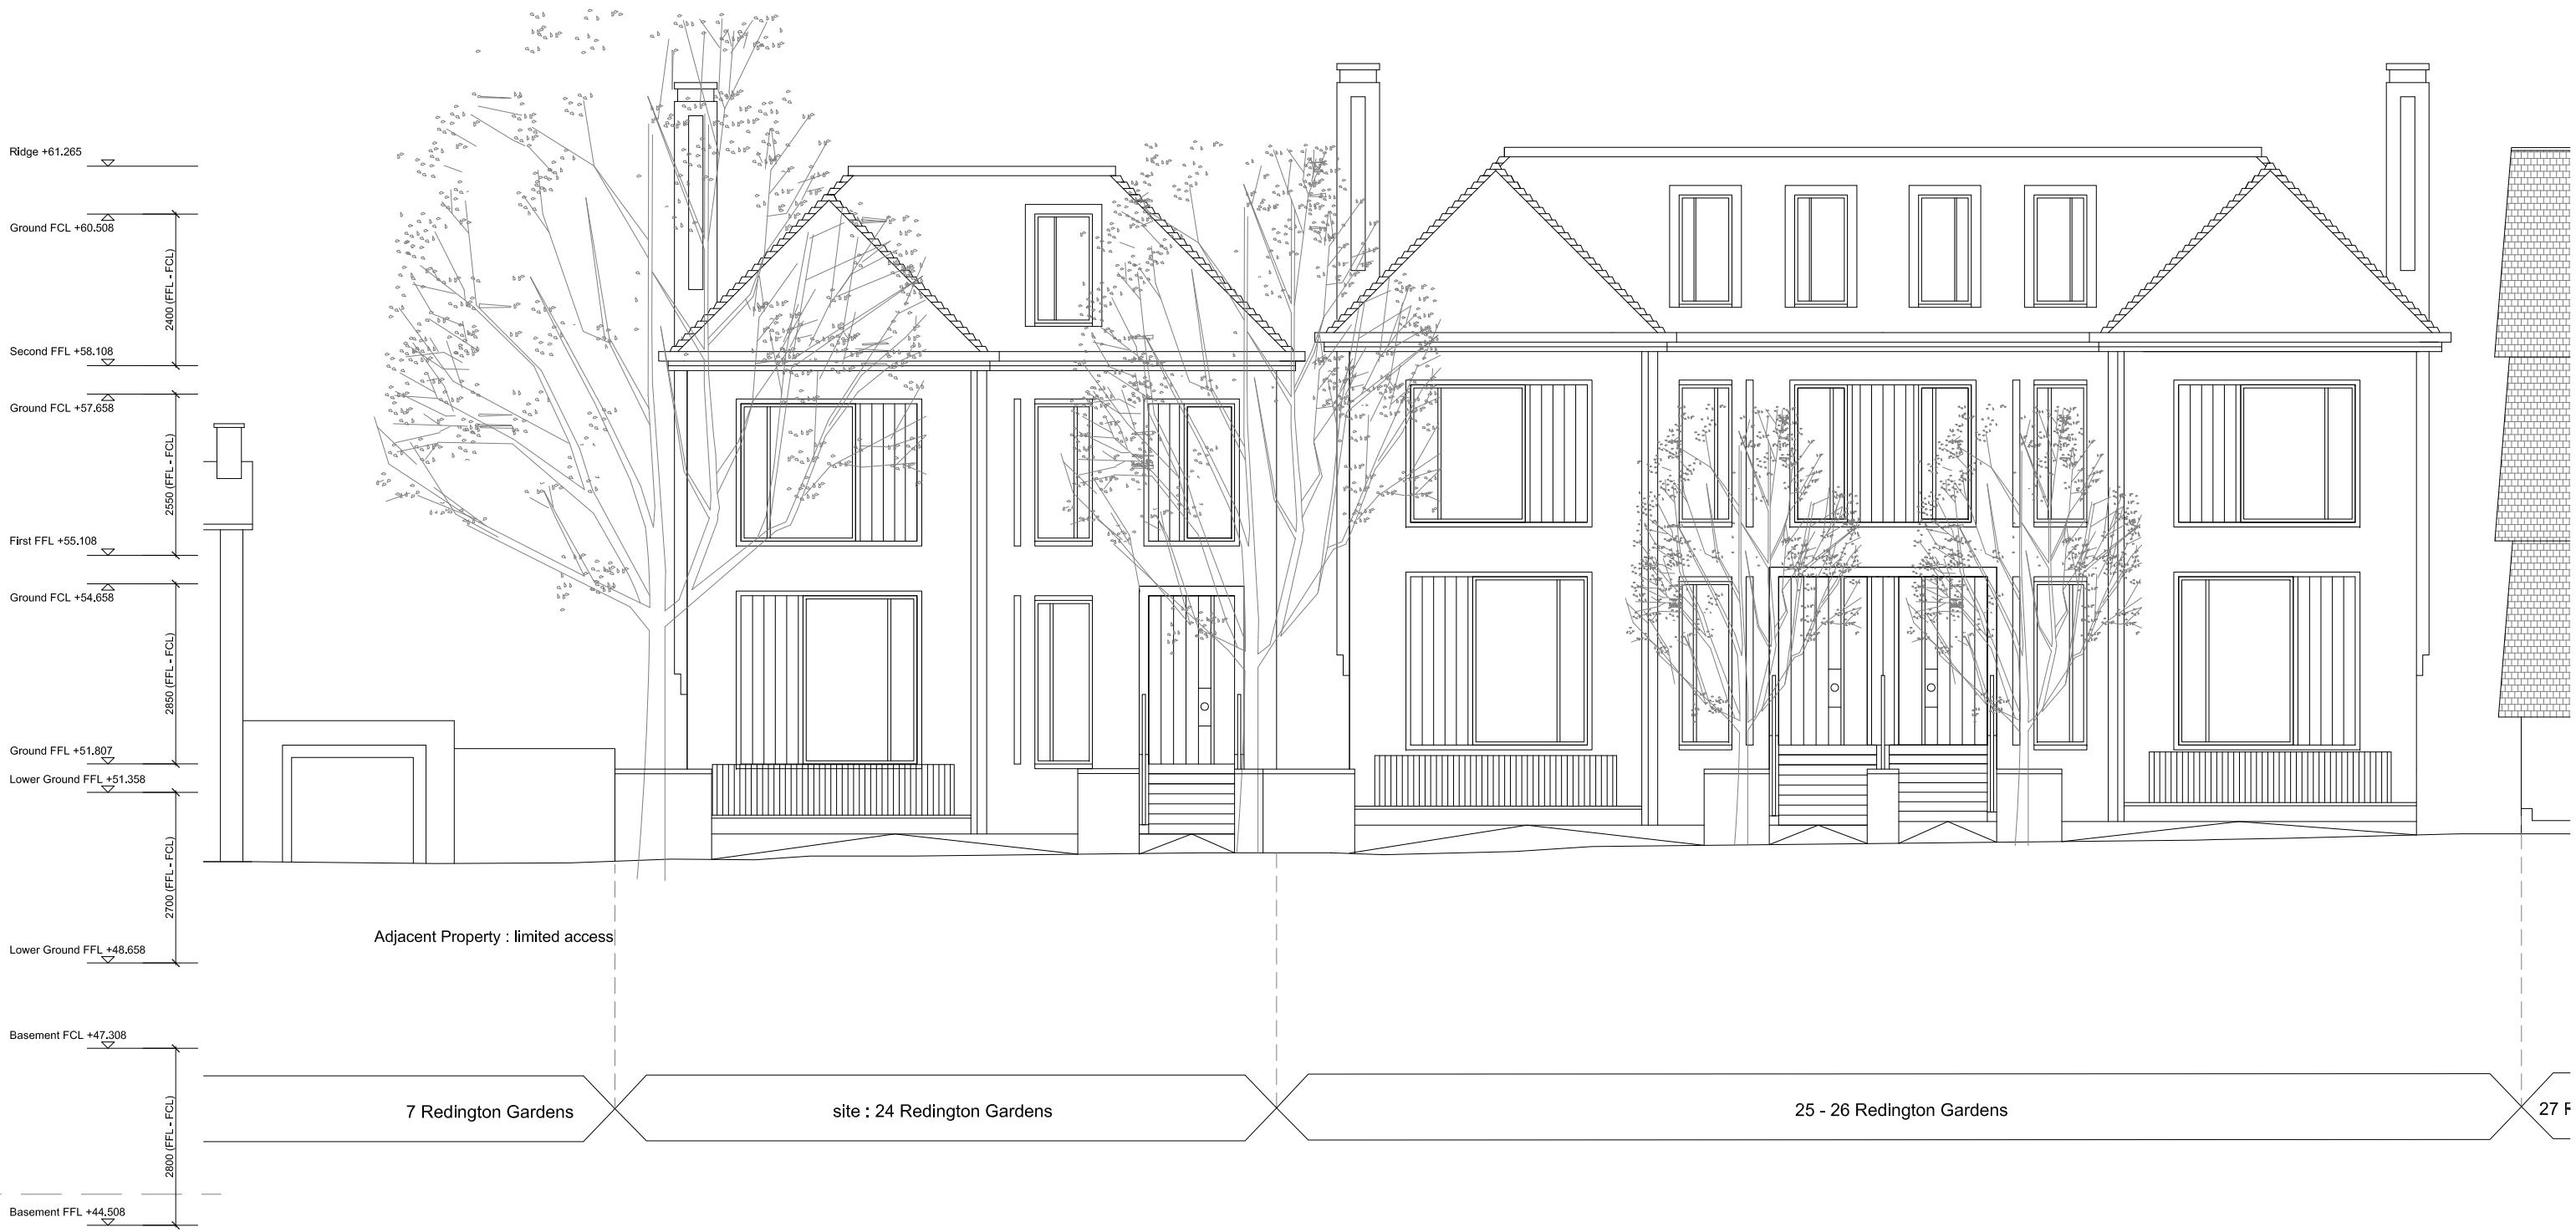 Ridge +61.265
Ground FCL +60.508
2400 (FFL - FCL)
Second FFL +58.108
Ground FCL +57.658
2550 (FFL - FCL)
First FFL +55.108
Ground FCL +54.658
2850 (FFL - FCL)
Ground FFL +51.807
Lower Ground FFL +51.358
2700 (FFL - FCL)
Adjacent Property : limited access
Lower Ground FFL +48.658
Basement FCL +47.308
2800 (FFL - FCL)
7 Redington Gardens
site : 24 Redington Gardens
25 - 26 Redington Gardens
27
Basement FFL +44.508